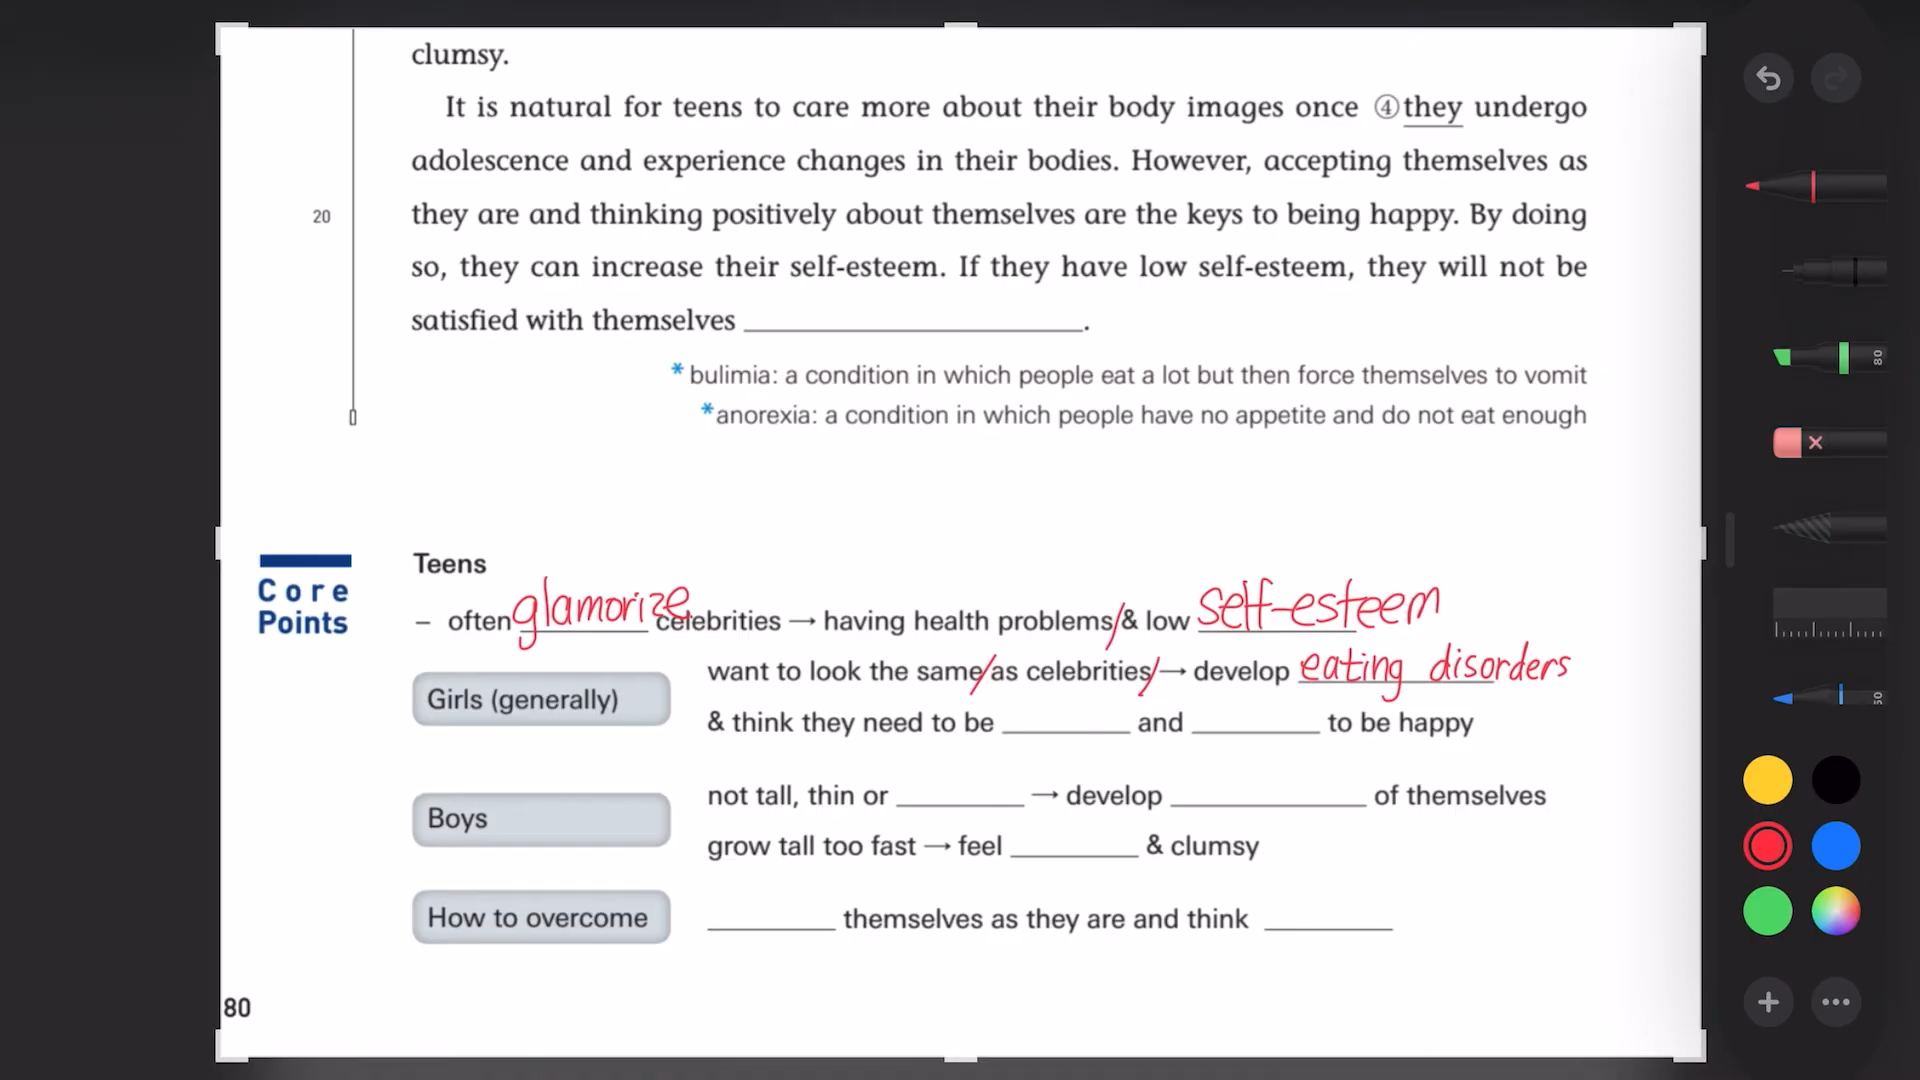 clumsy.
It is natural for teens to care more about their body images once ④they undergo
adolescence and experience changes in their bodies. However, accepting themselves as
20 they are and thinking positively about themselves are the keys to being happy. By doing
so, they can increase their self-esteem. If they have low self-esteem, they will not be
satisfied with themselves ____________________.
* bulimia: a condition in which people eat a lot but then force themselves to vomit
*anorexia: a condition in which people have no appetite and do not eat enough
Core
Points
Teens
– often glamorize celebrities → having health problems / & low self-esteem
Girls (generally)
want to look the same / as celebrities / → develop eating disorders
& think they need to be ________ and ________ to be happy
Boys
not tall, thin or ________ → develop ____________ of themselves
grow tall too fast → feel ________ & clumsy
How to overcome
________ themselves as they are and think ________
80
80
50